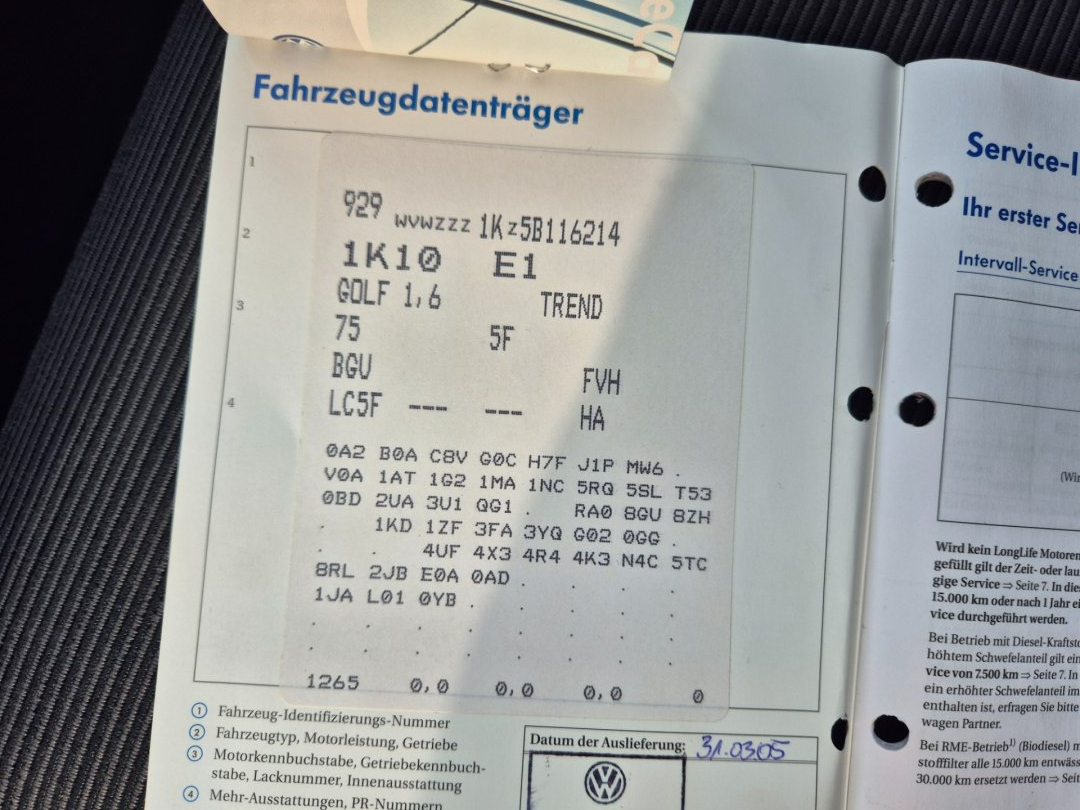 Fahrzeugdatenträger
1
929 WVWZZZ 1Kz5B116214
2
1K10 E1
GOLF 1,6 TREND
3
75 5F
BGU FVH
4
LC5F --- --- HA
0A2 B0A C8V G0C H7F J1P MW6 .
V0A 1AT 1G2 1MA 1NC 5RQ 5SL T53
0BD 2UA 3U1 QG1 . RA0 8GU 8ZH
. 1KD 1ZF 3FA 3YQ G02 0GG .
. . 4UF 4X3 4R4 4K3 N4C 5TC
8RL 2JB E0A 0AD . . . .
1JA L01 0YB . . . . .
. . . . . . . .
. . . . . . . .
1265 0,0 0,0 0,0 0
① Fahrzeug-Identifizierungs-Nummer
② Fahrzeugtyp, Motorleistung, Getriebe
③ Motorkennbuchstabe, Getriebekennbuch-
stabe, Lacknummer, Innenausstattung
④ Mehr-Ausstattungen, PR-Nummern
Datum der Auslieferung: 31.03.05
Service-I
Ihr erster Se
Intervall-Service
(Wi
Wird kein LongLife Motoren
gefüllt gilt der Zeit- oder lau
gige Service ⇒ Seite 7. In die
15.000 km oder nach 1 Jahr ei
vice durchgeführt werden.
Bei Betrieb mit Diesel-Kraftsto
höhtem Schwefelanteil gilt ein
vice von 7.500 km ⇒ Seite 7. In
ein erhöhter Schwefelanteil im
enthalten ist, erfragen Sie bitte
wagen Partner.
Bei RME-Betrieb1) (Biodiesel) m
stofffilter alle 15.000 km entwäss
30.000 km ersetzt werden ⇒ Seit